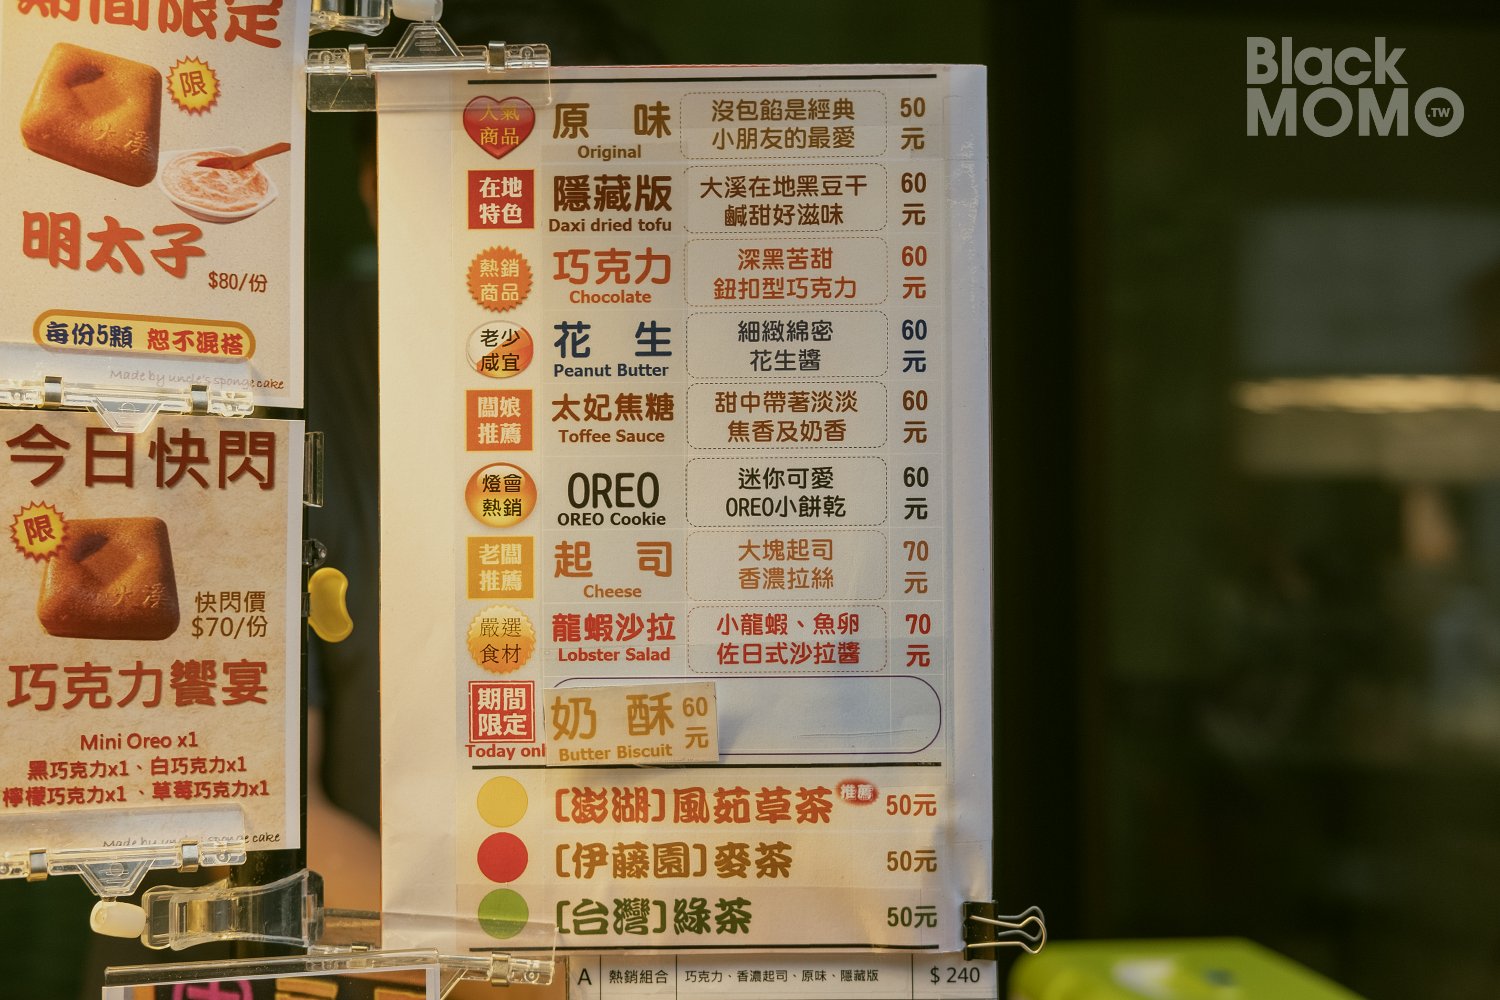 期間限定
限
大溪
明太子
$80/份
每份5顆 恕不混搭
Made by uncle's sponge cake
今日快閃
限
大溪
快閃價
$70/份
巧克力饗宴
Mini Oreo x1
黑巧克力x1、白巧克力x1
檸檬巧克力x1、草莓巧克力x1
Made by uncle's sponge cake
人氣
商品
原 味
Original
沒包餡是經典
小朋友的最愛
50
元
在地
特色
隱藏版
Daxi dried tofu
大溪在地黑豆干
鹹甜好滋味
60
元
熱銷
商品
巧克力
Chocolate
深黑苦甜
鈕扣型巧克力
60
元
老少
咸宜
花 生
Peanut Butter
細緻綿密
花生醬
60
元
闆娘
推薦
太妃焦糖
Toffee Sauce
甜中帶著淡淡
焦香及奶香
60
元
燈會
熱銷
OREO
OREO Cookie
迷你可愛
OREO小餅乾
60
元
老闆
推薦
起 司
Cheese
大塊起司
香濃拉絲
70
元
嚴選
食材
龍蝦沙拉
Lobster Salad
小龍蝦、魚卵
佐日式沙拉醬
70
元
期間
限定
Today onl
奶 酥
Butter Biscuit
60
元
[澎湖]風茹草茶 推薦 50元
[伊藤園]麥茶 50元
[台灣]綠茶 50元
A 熱銷組合 巧克力、香濃起司、原味、隱藏版 $ 240
Black
MOMO.TW